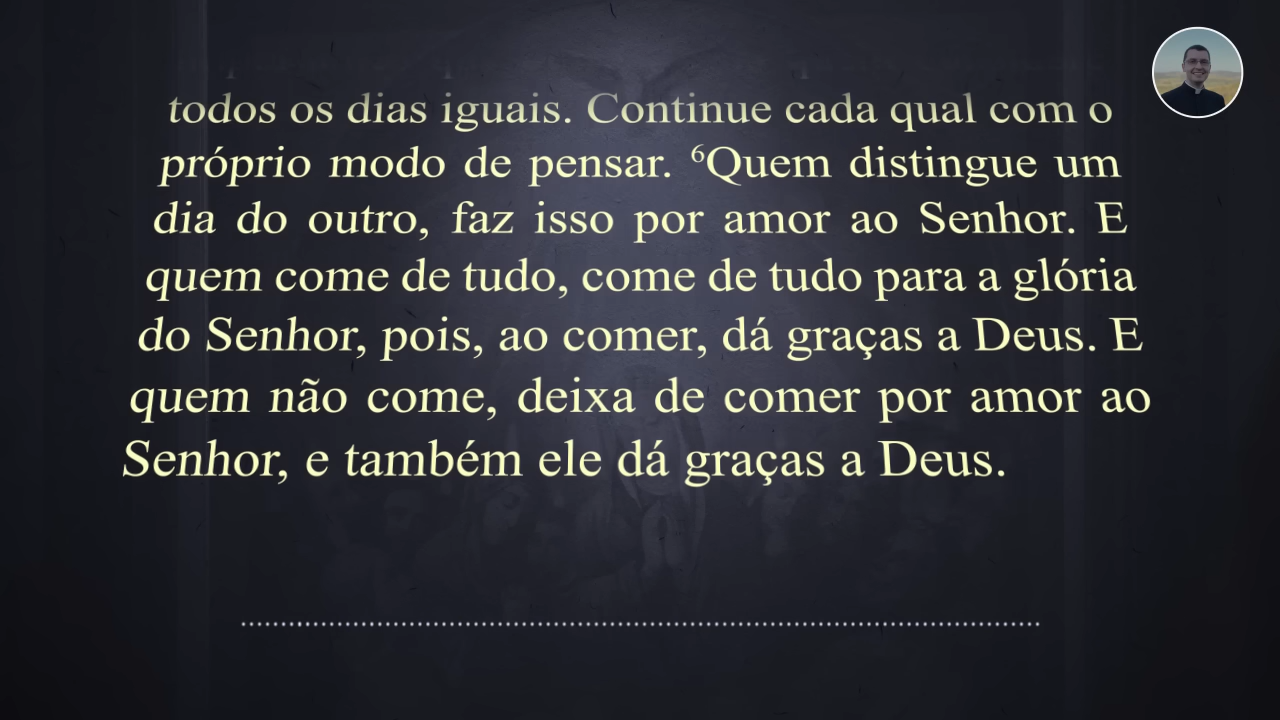 todos os dias iguais. Continue cada qual com o
próprio modo de pensar. ⁶Quem distingue um
dia do outro, faz isso por amor ao Senhor. E
quem come de tudo, come de tudo para a glória
do Senhor, pois, ao comer, dá graças a Deus. E
quem não come, deixa de comer por amor ao
Senhor, e também ele dá graças a Deus.